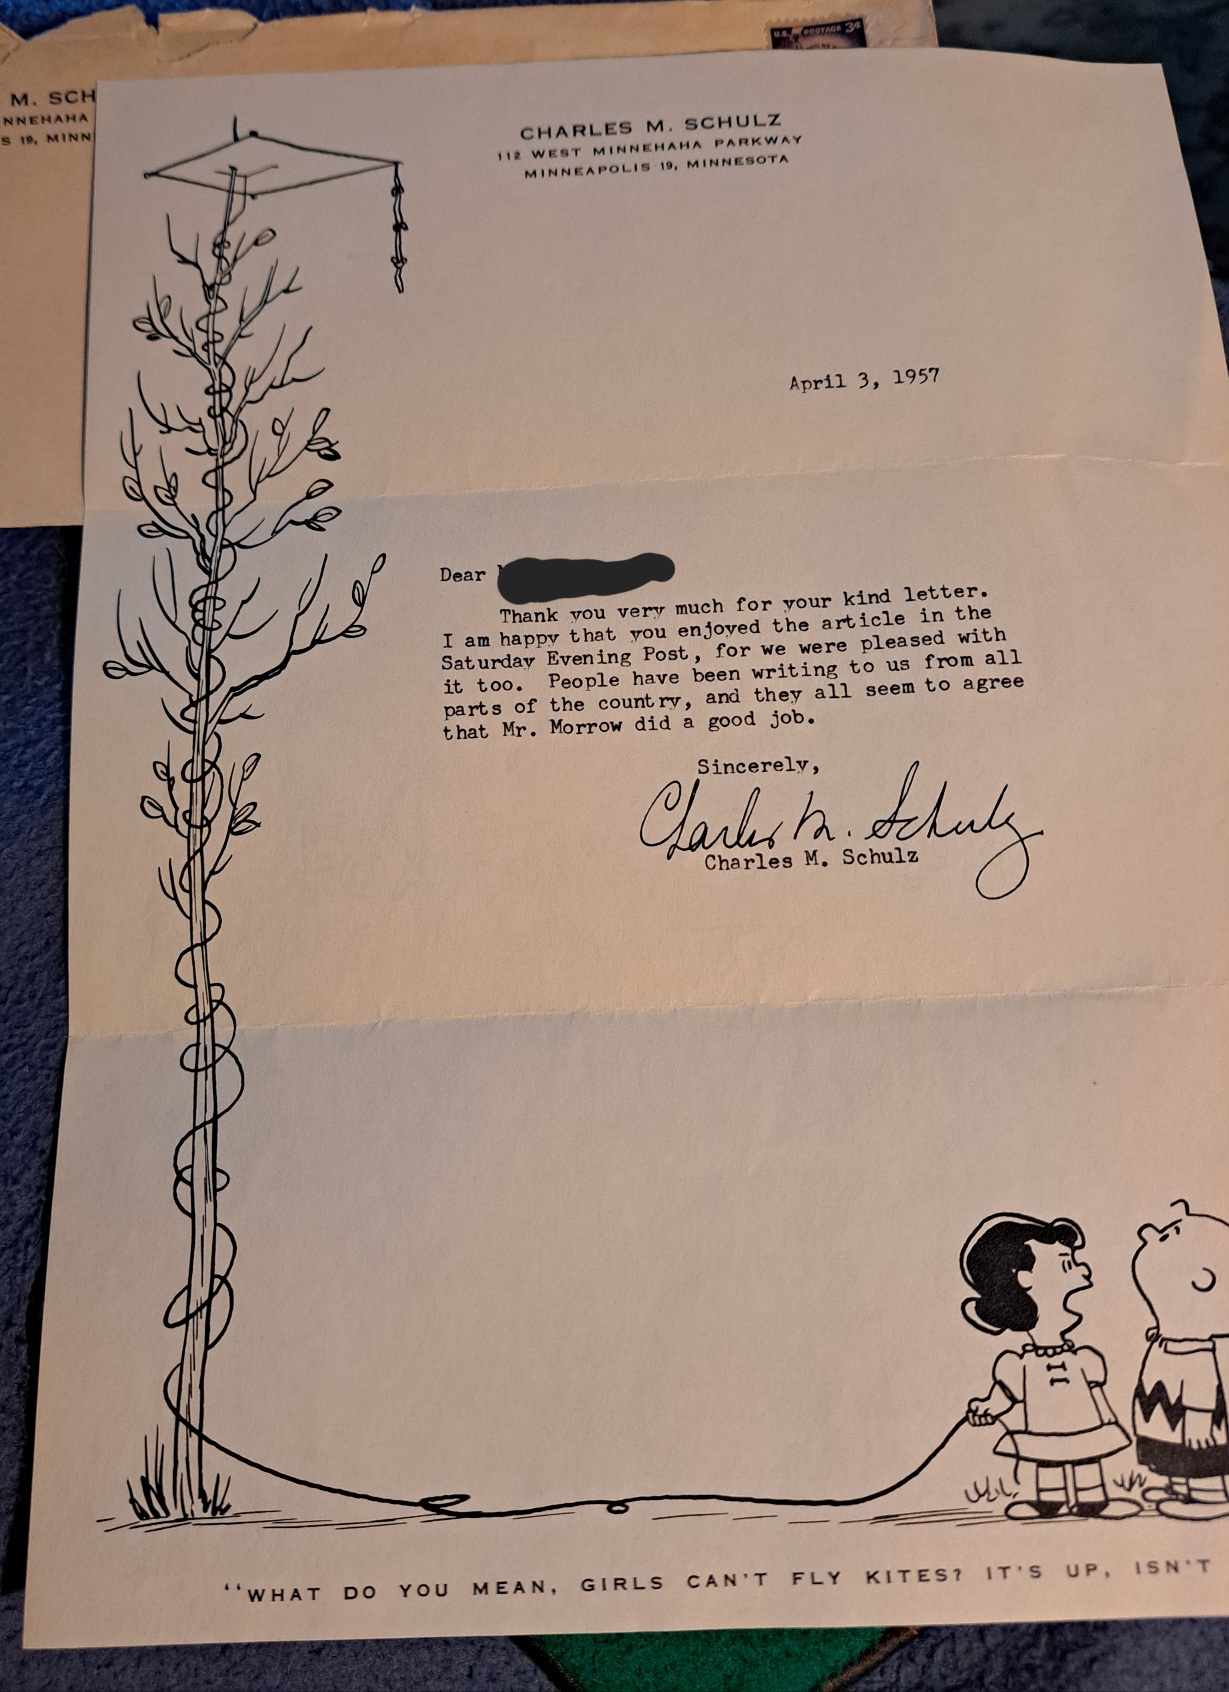 U.S. POSTAGE 3¢
M. SCH
NNEHAHA
S 19, MINN
CHARLES M. SCHULZ
112 WEST MINNEHAHA PARKWAY
MINNEAPOLIS 19, MINNESOTA
April 3, 1957
Dear
Thank you very much for your kind letter.
I am happy that you enjoyed the article in the
Saturday Evening Post, for we were pleased with
it too. People have been writing to us from all
parts of the country, and they all seem to agree
that Mr. Morrow did a good job.
Sincerely,
Charles M. Schulz
Charles M. Schulz
“WHAT DO YOU MEAN, GIRLS CAN'T FLY KITES? IT'S UP, ISN'T